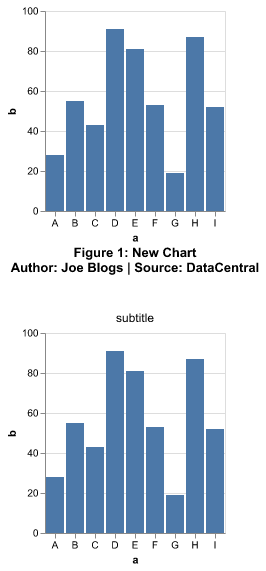 100
80
60
40
20
0
b
A B C D E F G H I
a
Figure 1: New Chart
Author: Joe Blogs | Source: DataCentral
subtitle
100
80
60
40
20
0
b
A B C D E F G H I
a